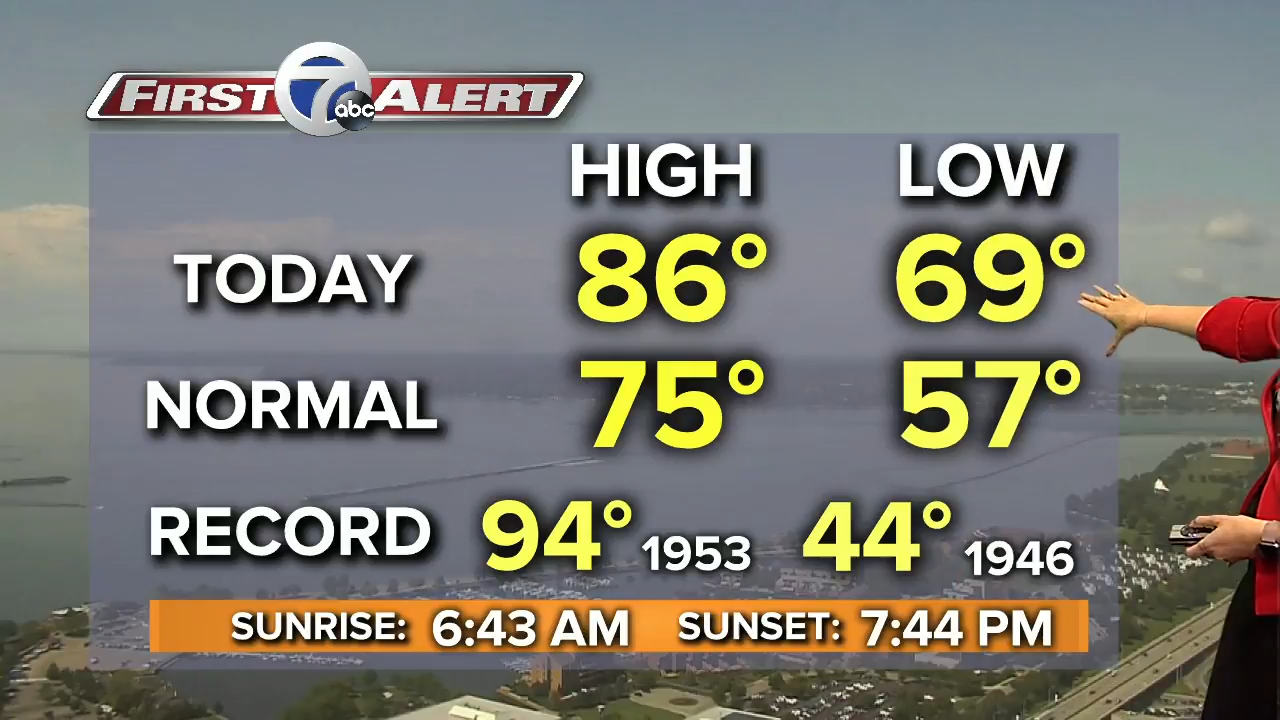 FIRST 7 abc ALERT
HIGH LOW
TODAY 86° 69°
NORMAL 75° 57°
RECORD 94° 1953 44° 1946
SUNRISE: 6:43 AM SUNSET: 7:44 PM